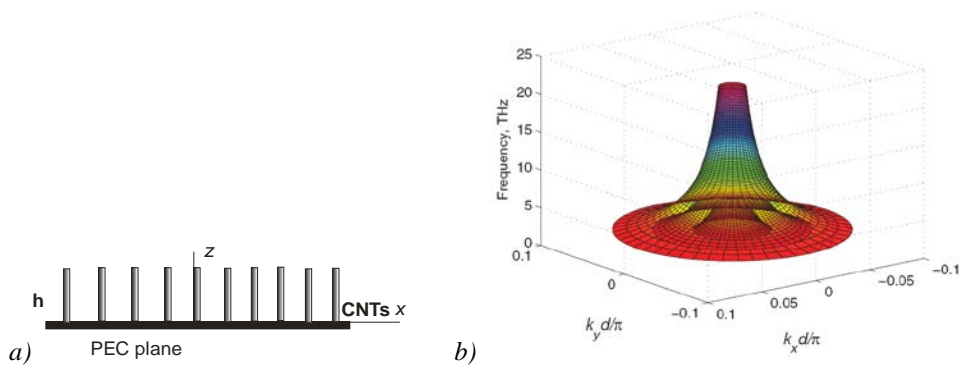 z
h
CNTs x
PEC plane
a)
b)
Frequency, THz
25
20
15
10
5
0
0.1
0
-0.1
k_y d/π
0.1
0.05
0
-0.05
-0.1
k_x d/π